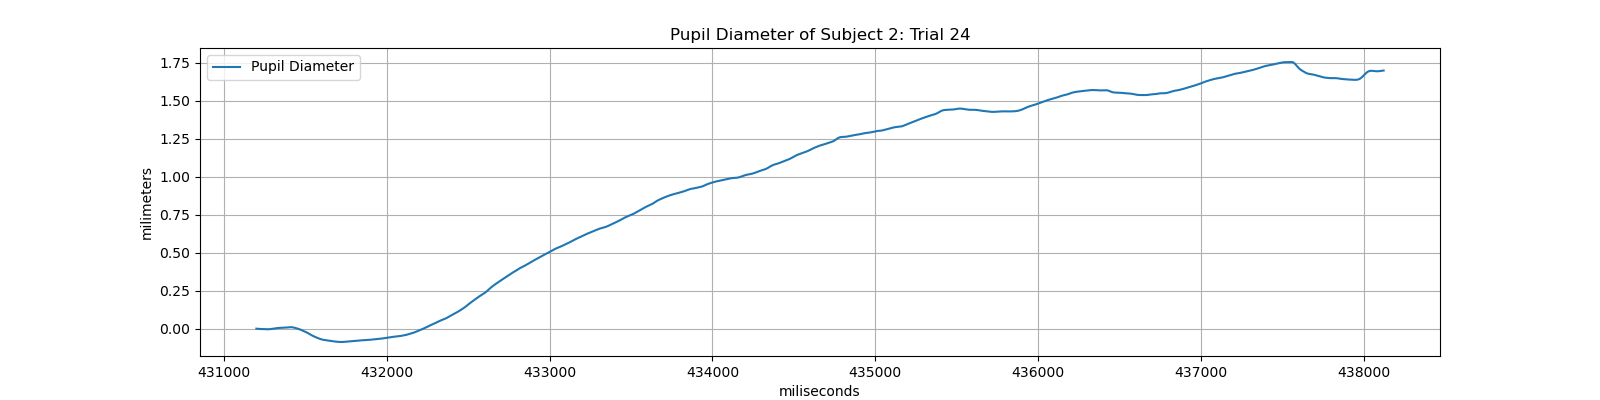 Pupil Diameter of Subject 2: Trial 24
Pupil Diameter
1.75
1.50
1.25
1.00
0.75
0.50
0.25
0.00
milimeters
431000 432000 433000 434000 435000 436000 437000 438000
miliseconds